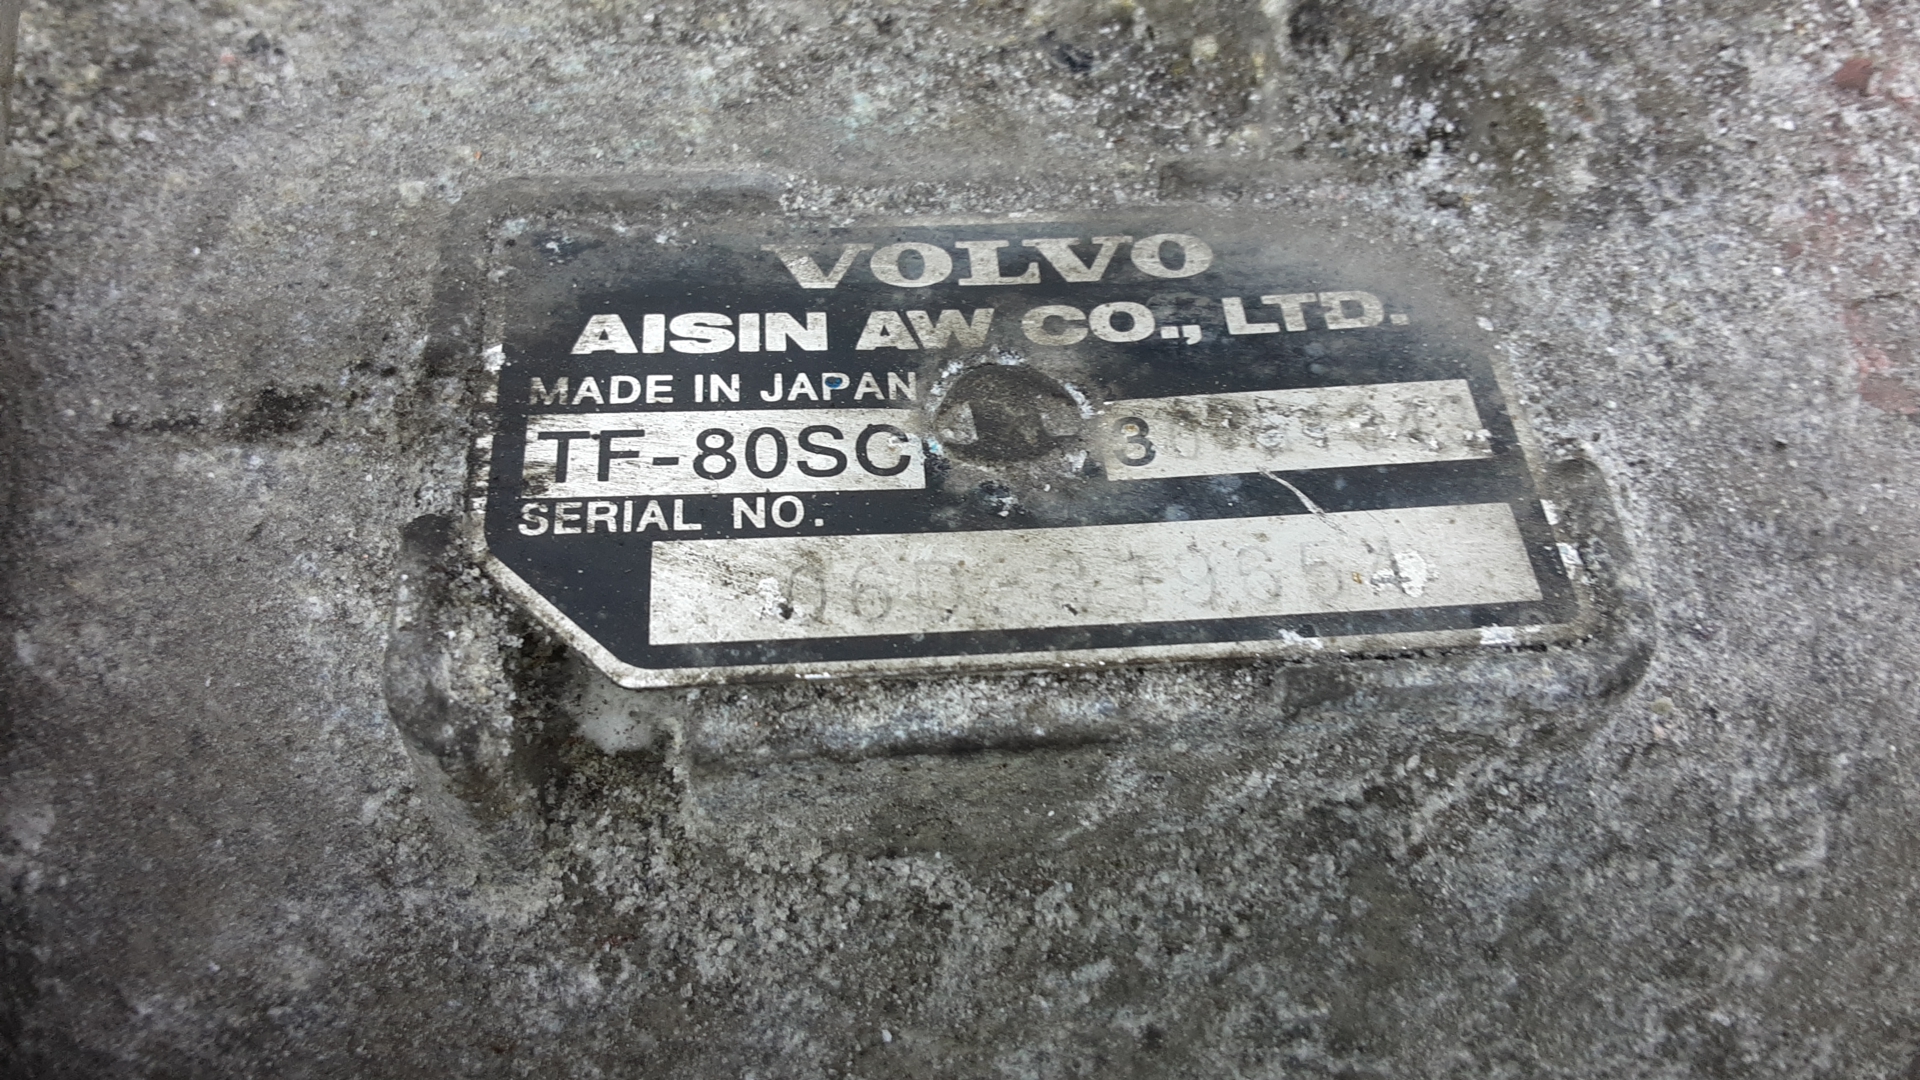 VOLVO
AISIN AW CO., LTD.
MADE IN JAPAN
TF-80SC
SERIAL NO.